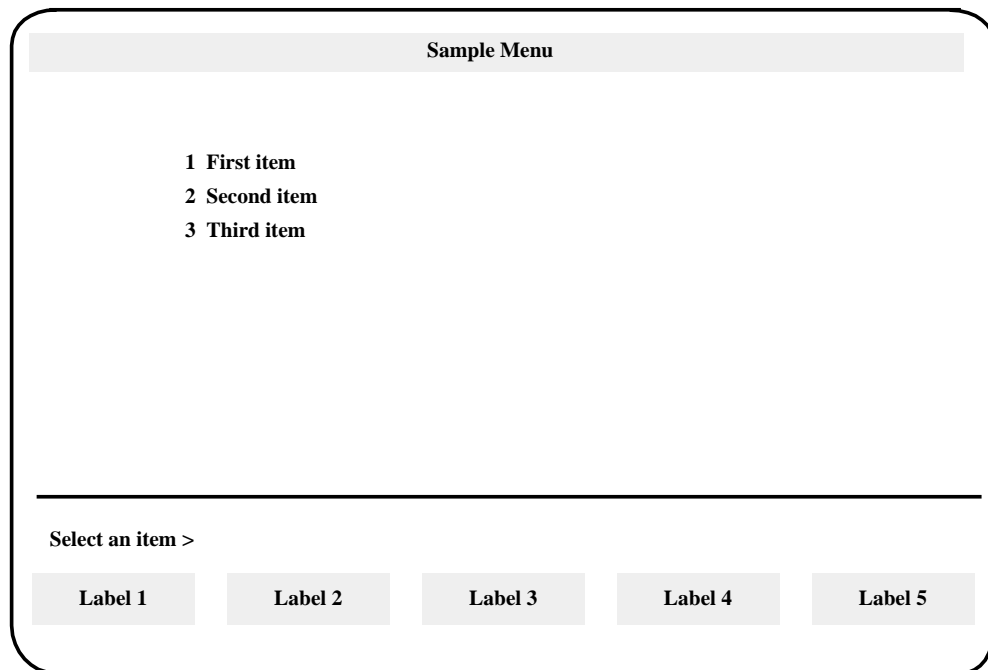 Sample Menu
1 First item
2 Second item
3 Third item
Select an item >
Label 1 Label 2 Label 3 Label 4 Label 5